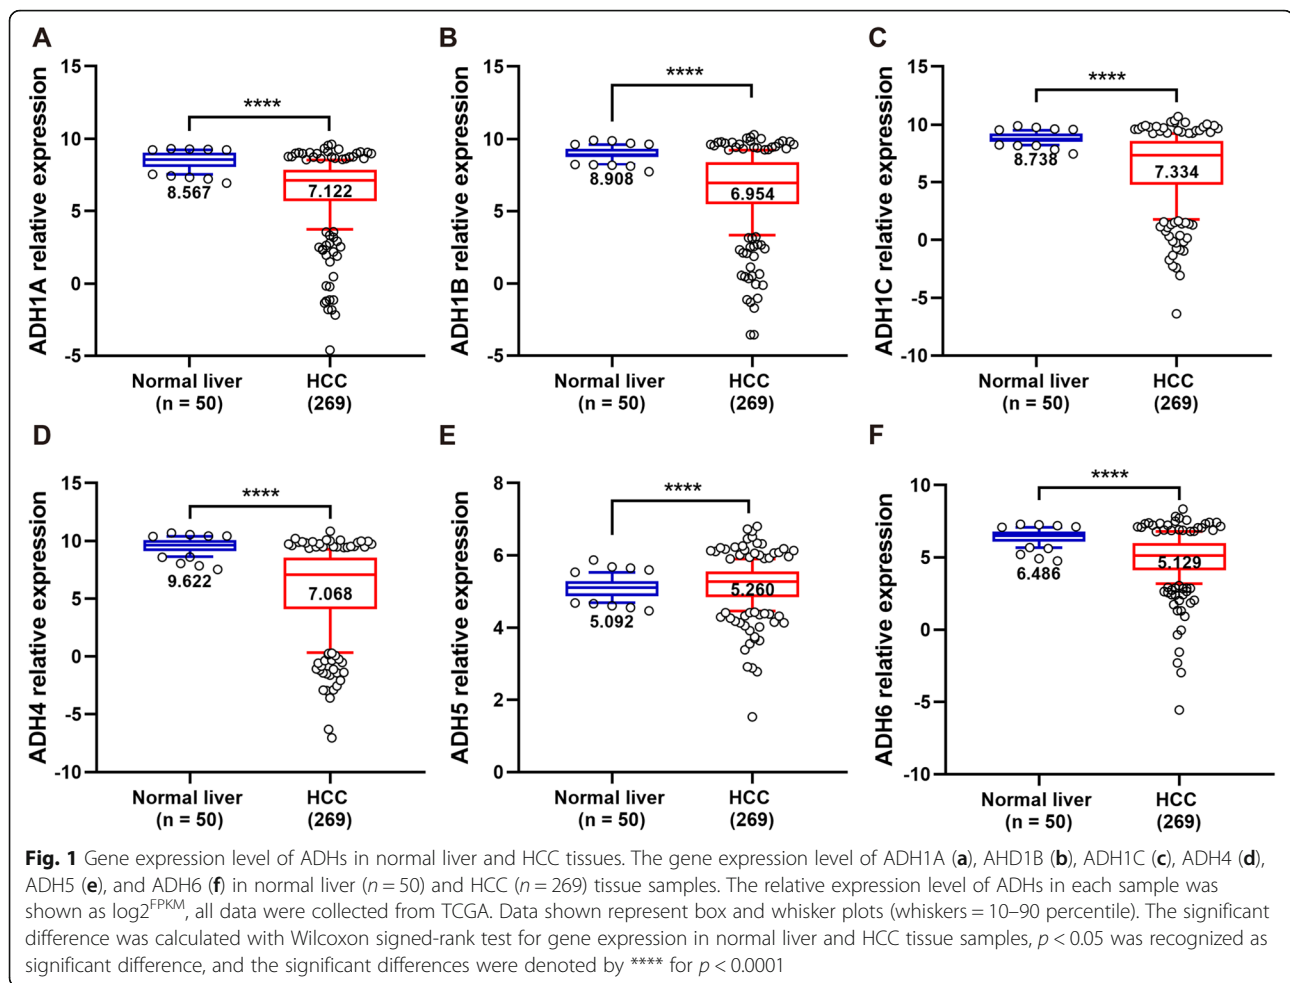 A
15
10
5
0
-5
ADH1A relative expression
****
8.567
7.122
Normal liver
(n = 50)
HCC
(269)
B
15
10
5
0
-5
ADH1B relative expression
****
8.908
6.954
Normal liver
(n = 50)
HCC
(269)
C
15
10
5
0
-5
-10
ADH1C relative expression
****
8.738
7.334
Normal liver
(n = 50)
HCC
(269)
D
15
10
5
0
-5
-10
ADH4 relative expression
****
9.622
7.068
Normal liver
(n = 50)
HCC
(269)
E
8
6
4
2
0
ADH5 relative expression
****
5.092
5.260
Normal liver
(n = 50)
HCC
(269)
F
10
5
0
-5
-10
ADH6 relative expression
****
6.486
5.129
Normal liver
(n = 50)
HCC
(269)
Fig. 1 Gene expression level of ADHs in normal liver and HCC tissues. The gene expression level of ADH1A (a), AHD1B (b), ADH1C (c), ADH4 (d),
ADH5 (e), and ADH6 (f) in normal liver (n = 50) and HCC (n = 269) tissue samples. The relative expression level of ADHs in each sample was
shown as log2^FPKM, all data were collected from TCGA. Data shown represent box and whisker plots (whiskers = 10–90 percentile). The significant
difference was calculated with Wilcoxon signed-rank test for gene expression in normal liver and HCC tissue samples, p < 0.05 was recognized as
significant difference, and the significant differences were denoted by **** for p < 0.0001